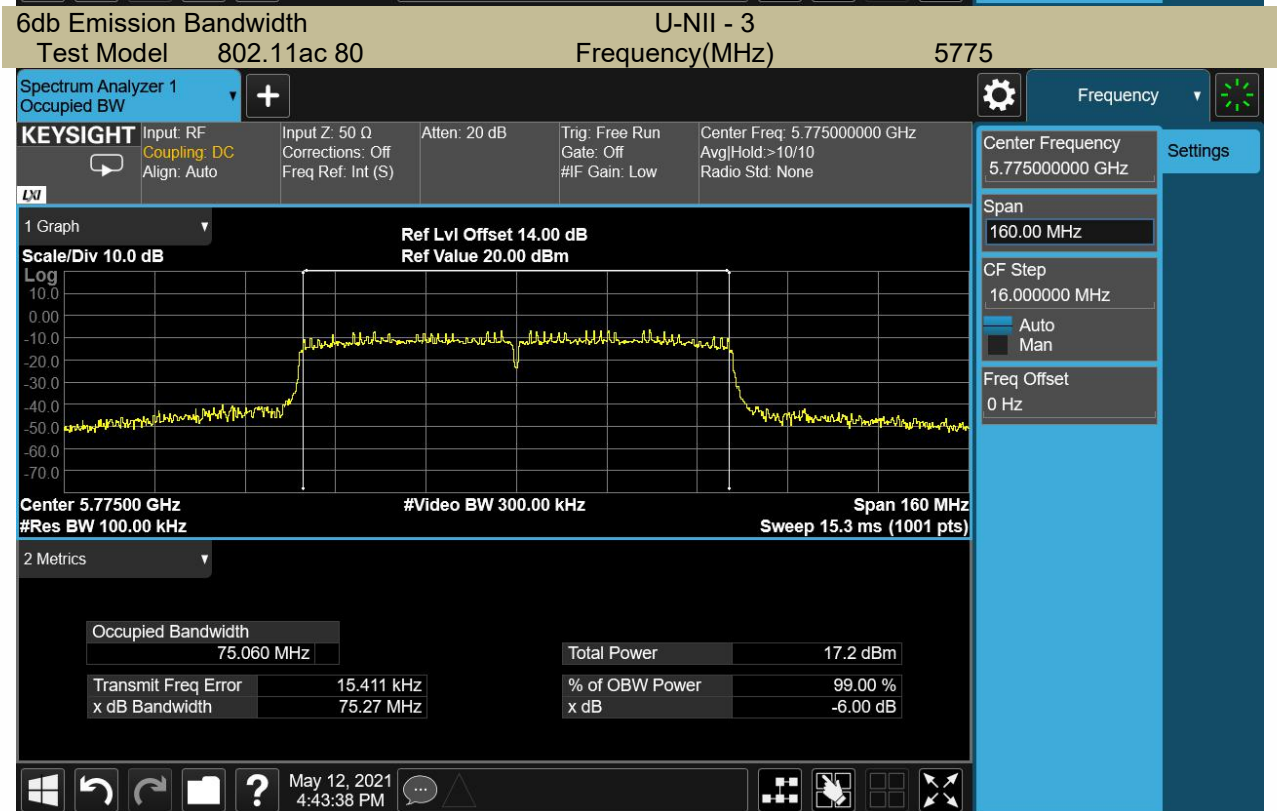 6db Emission Bandwidth U-NII - 3
Test Model 802.11ac 80 Frequency(MHz) 5775
Spectrum Analyzer 1
Occupied BW
Frequency
KEYSIGHT Input: RF Input Z: 50 Ω Atten: 20 dB Trig: Free Run Center Freq: 5.775000000 GHz
Coupling: DC Corrections: Off Gate: Off Avg|Hold:>10/10
Align: Auto Freq Ref: Int (S) #IF Gain: Low Radio Std: None
LXI
Center Frequency
5.775000000 GHz
Settings
Span
160.00 MHz
CF Step
16.000000 MHz
Auto
Man
Freq Offset
0 Hz
1 Graph
Ref Lvl Offset 14.00 dB
Scale/Div 10.0 dB Ref Value 20.00 dBm
Log
10.0
0.00
-10.0
-20.0
-30.0
-40.0
-50.0
-60.0
-70.0
Center 5.77500 GHz #Video BW 300.00 kHz Span 160 MHz
#Res BW 100.00 kHz Sweep 15.3 ms (1001 pts)
2 Metrics
Occupied Bandwidth
75.060 MHz Total Power 17.2 dBm
Transmit Freq Error 15.411 kHz % of OBW Power 99.00 %
x dB Bandwidth 75.27 MHz x dB -6.00 dB
? May 12, 2021
4:43:38 PM